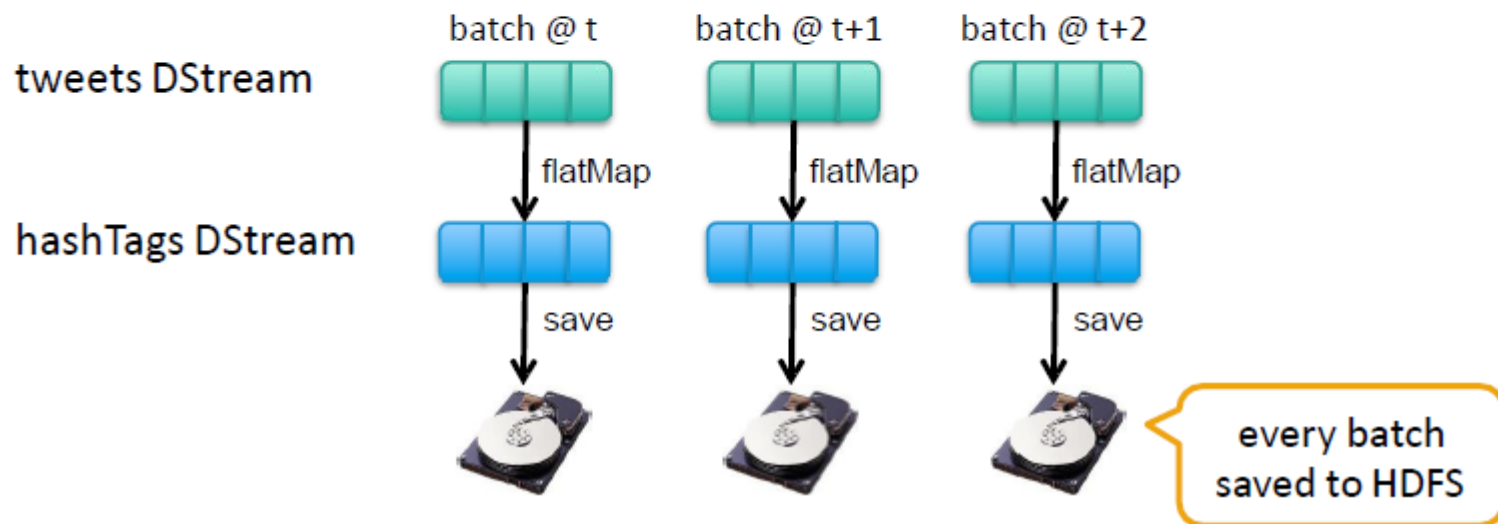 batch @ t
batch @ t+1
batch @ t+2
tweets DStream
flatMap
flatMap
flatMap
hashTags DStream
save
save
save
every batch
saved to HDFS